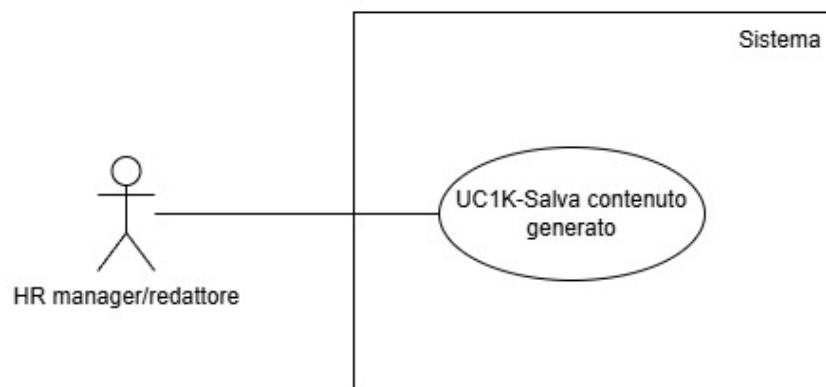 Sistema
UC1K-Salva contenuto
generato
HR manager/redattore